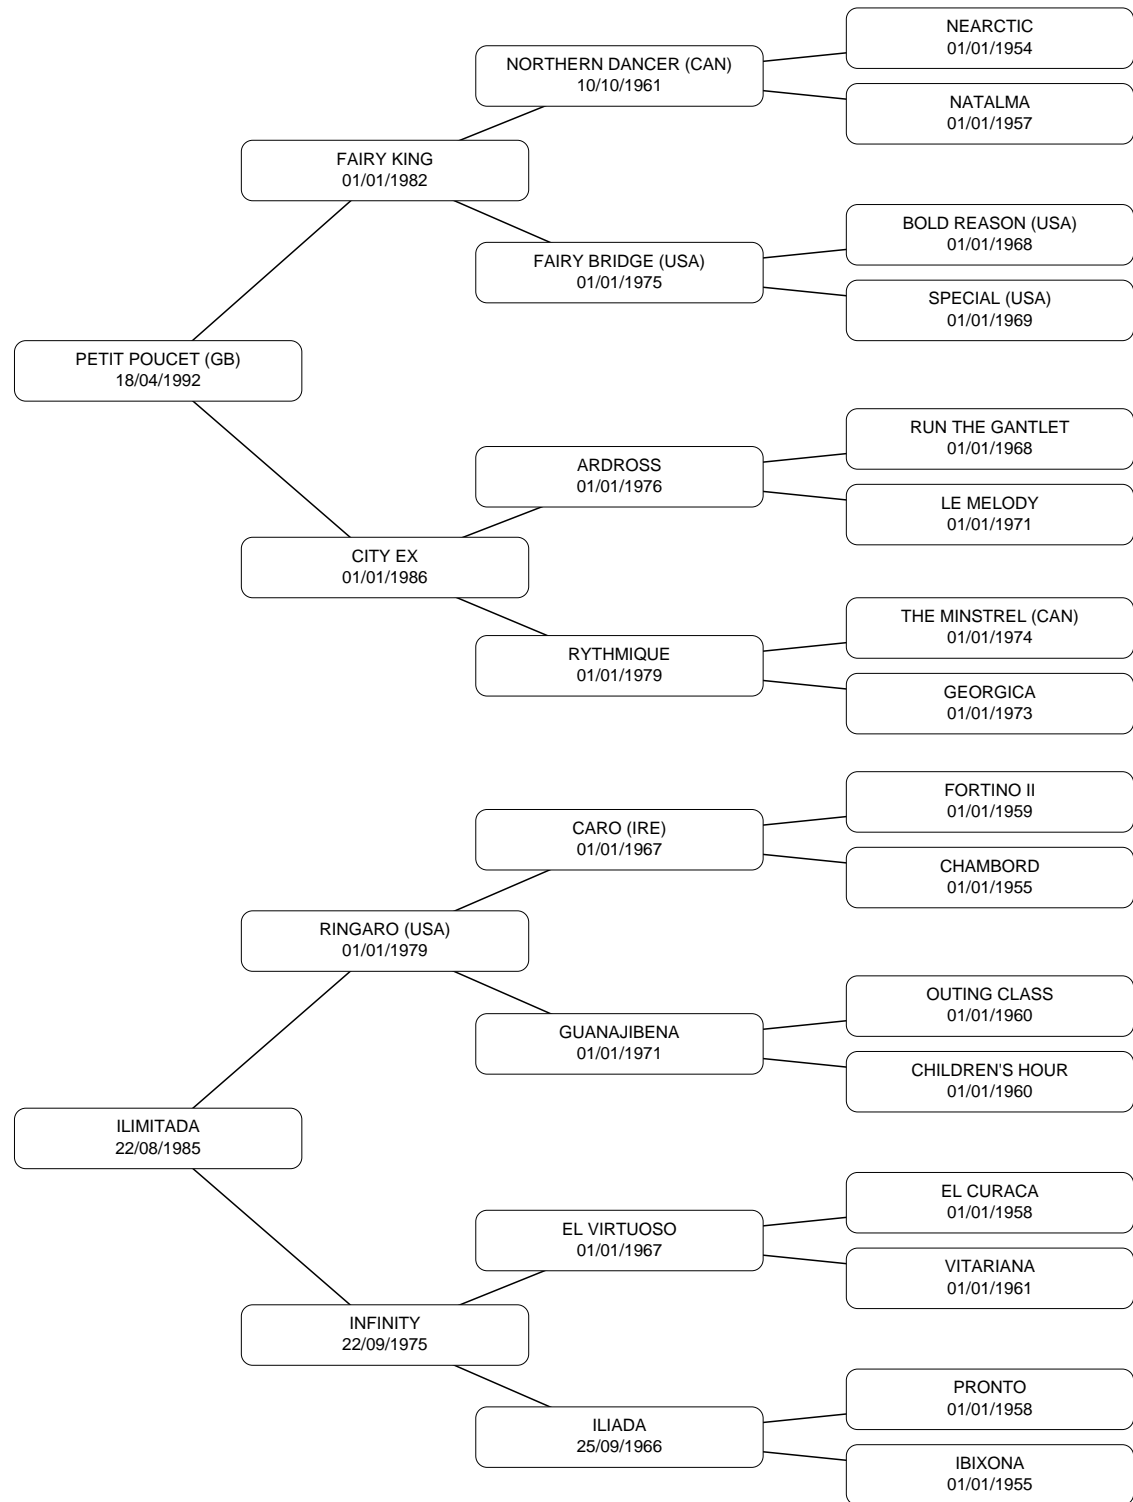 NEARCTIC
01/01/1954
NORTHERN DANCER (CAN)
10/10/1961
NATALMA
01/01/1957
FAIRY KING
01/01/1982
BOLD REASON (USA)
01/01/1968
FAIRY BRIDGE (USA)
01/01/1975
SPECIAL (USA)
01/01/1969
PETIT POUCET (GB)
18/04/1992
RUN THE GANTLET
01/01/1968
ARDROSS
01/01/1976
LE MELODY
01/01/1971
CITY EX
01/01/1986
THE MINSTREL (CAN)
01/01/1974
RYTHMIQUE
01/01/1979
GEORGICA
01/01/1973
FORTINO II
01/01/1959
CARO (IRE)
01/01/1967
CHAMBORD
01/01/1955
RINGARO (USA)
01/01/1979
OUTING CLASS
01/01/1960
GUANAJIBENA
01/01/1971
CHILDREN'S HOUR
01/01/1960
ILIMITADA
22/08/1985
EL CURACA
01/01/1958
EL VIRTUOSO
01/01/1967
VITARIANA
01/01/1961
INFINITY
22/09/1975
PRONTO
01/01/1958
ILIADA
25/09/1966
IBIXONA
01/01/1955